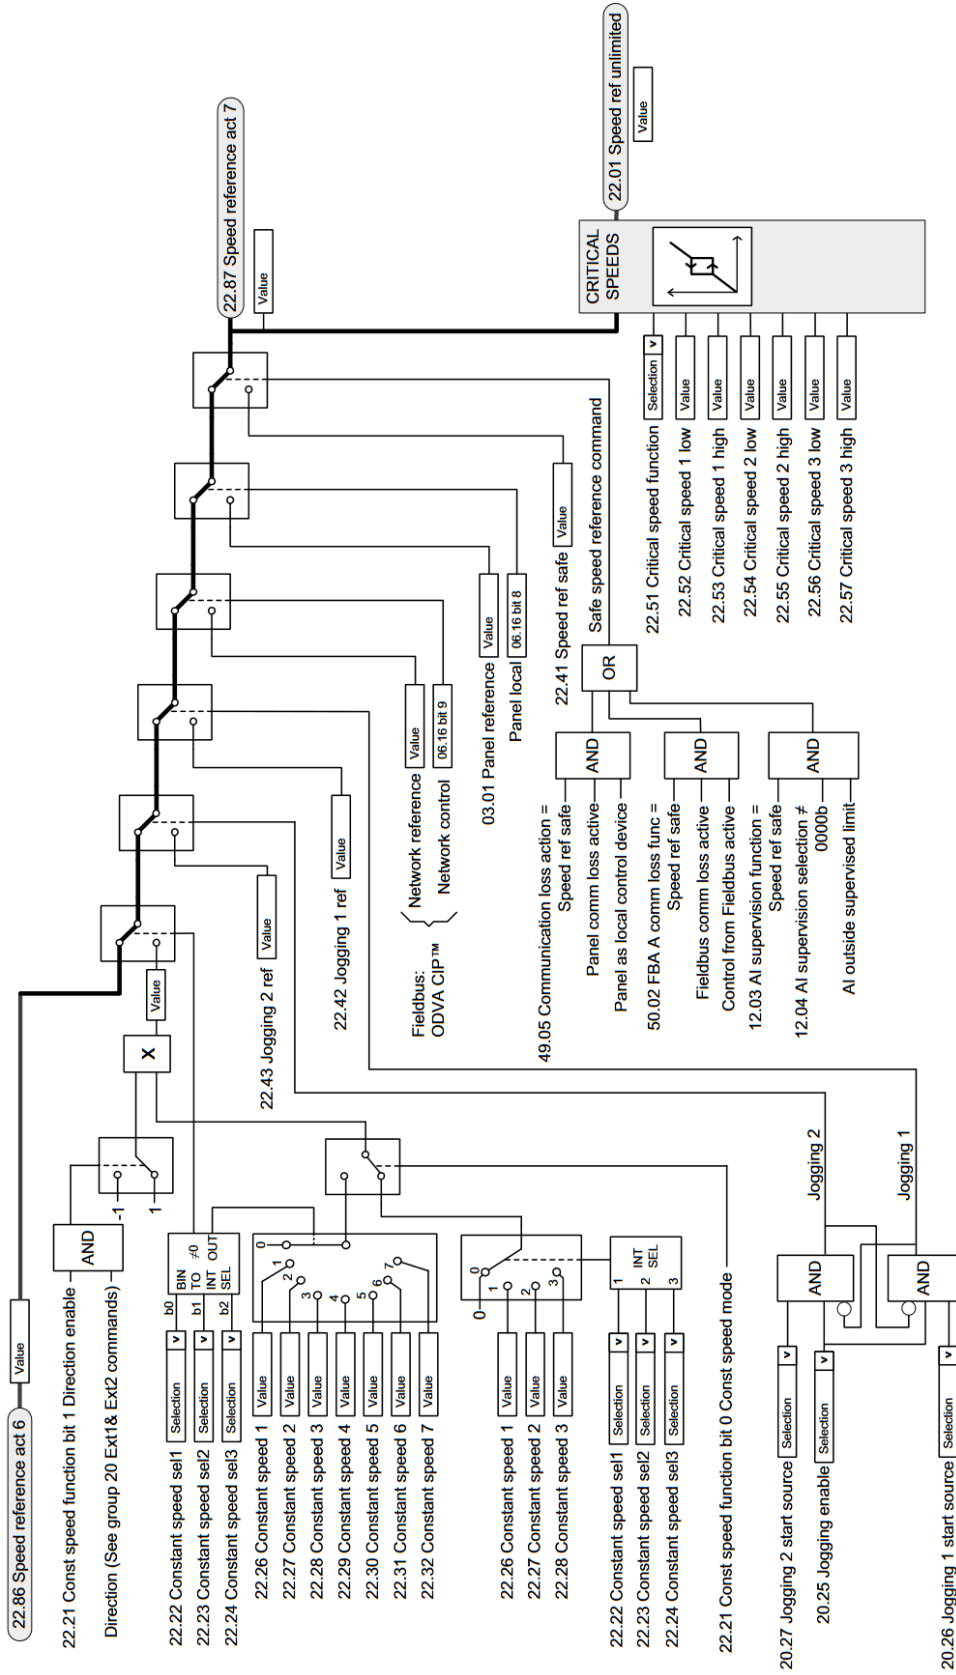 22.86 Speed reference act 6
Value
22.21 Const speed function bit 1 Direction enable
Direction (See group 20 Ext1& Ext2 commands)
AND
-1
1
X
Value
22.87 Speed reference act 7
Value
22.22 Constant speed sel1
Selection
v
b0
22.23 Constant speed sel2
Selection
v
b1
22.24 Constant speed sel3
Selection
v
b2
BIN
TO
INT
SEL
≠0
OUT
22.26 Constant speed 1
Value
22.27 Constant speed 2
Value
22.28 Constant speed 3
Value
22.29 Constant speed 4
Value
22.30 Constant speed 5
Value
22.31 Constant speed 6
Value
22.32 Constant speed 7
Value
0
1
2
3
4
5
6
7
22.43 Jogging 2 ref
Value
22.42 Jogging 1 ref
Value
Fieldbus:
ODVA CIP™
Network reference
Value
Network control
06.16 bit 9
03.01 Panel reference
Value
Panel local
06.16 bit 8
22.41 Speed ref safe
Value
22.26 Constant speed 1
Value
22.27 Constant speed 2
Value
22.28 Constant speed 3
Value
0
0
1
2
3
22.22 Constant speed sel1
Selection
v
22.23 Constant speed sel2
Selection
v
22.24 Constant speed sel3
Selection
v
1
2
3
INT
SEL
22.21 Const speed function bit 0 Const speed mode
49.05 Communication loss action =
Speed ref safe
Panel comm loss active
Panel as local control device
AND
50.02 FBA A comm loss func =
Speed ref safe
Fieldbus comm loss active
Control from Fieldbus active
AND
12.03 AI supervision function =
Speed ref safe
12.04 AI supervision selection ≠
0000b
AI outside supervised limit
AND
OR
Safe speed reference command
CRITICAL
SPEEDS
22.01 Speed ref unlimited
Value
22.51 Critical speed function
Selection
v
22.52 Critical speed 1 low
Value
22.53 Critical speed 1 high
Value
22.54 Critical speed 2 low
Value
22.55 Critical speed 2 high
Value
22.56 Critical speed 3 low
Value
22.57 Critical speed 3 high
Value
20.27 Jogging 2 start source
Selection
v
20.25 Jogging enable
Selection
v
20.26 Jogging 1 start source
Selection
v
AND
AND
Jogging 2
Jogging 1